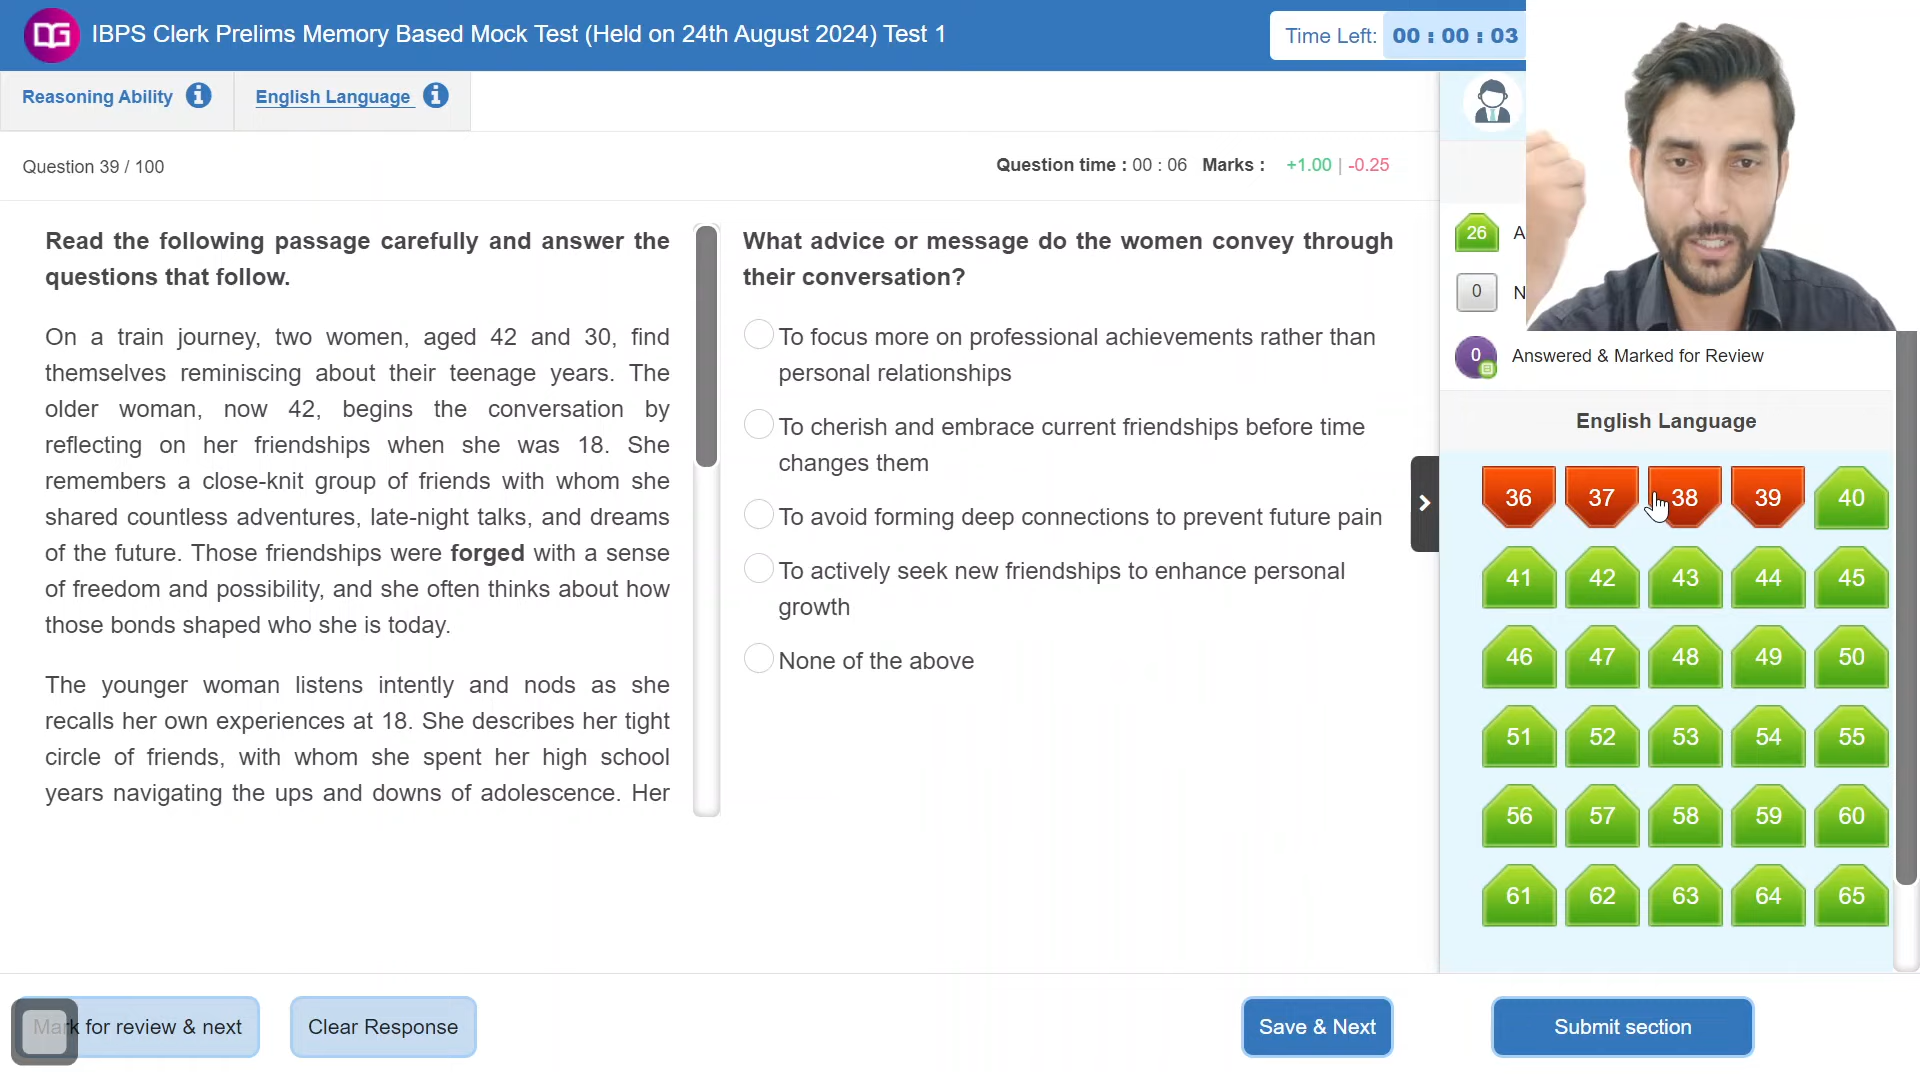 DG
IBPS Clerk Prelims Memory Based Mock Test (Held on 24th August 2024) Test 1
Time Left: 00 : 00 : 03
Reasoning Ability i
English Language i
Question 39 / 100
Question time : 00 : 06 Marks : +1.00 | -0.25
Read the following passage carefully and answer the
questions that follow.
On a train journey, two women, aged 42 and 30, find
themselves reminiscing about their teenage years. The
older woman, now 42, begins the conversation by
reflecting on her friendships when she was 18. She
remembers a close-knit group of friends with whom she
shared countless adventures, late-night talks, and dreams
of the future. Those friendships were forged with a sense
of freedom and possibility, and she often thinks about how
those bonds shaped who she is today.
The younger woman listens intently and nods as she
recalls her own experiences at 18. She describes her tight
circle of friends, with whom she spent her high school
years navigating the ups and downs of adolescence. Her
What advice or message do the women convey through
their conversation?
To focus more on professional achievements rather than
personal relationships
To cherish and embrace current friendships before time
changes them
To avoid forming deep connections to prevent future pain
To actively seek new friendships to enhance personal
growth
None of the above
26 A
0 N
0 Answered & Marked for Review
English Language
36 37 38 39 40
41 42 43 44 45
46 47 48 49 50
51 52 53 54 55
56 57 58 59 60
61 62 63 64 65
Mark for review & next
Clear Response
Save & Next
Submit section